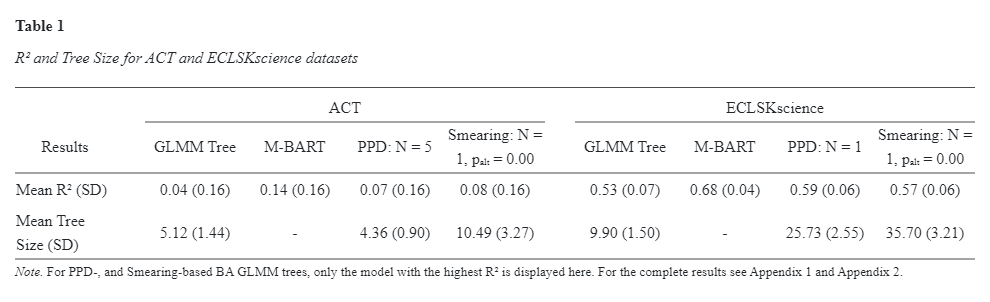 Table 1
R² and Tree Size for ACT and ECLSKscience datasets
ACT ECLSKscience
Results GLMM Tree M-BART PPD: N = 5 Smearing: N = 1, pₐₗₜ = 0.00 GLMM Tree M-BART PPD: N = 1 Smearing: N = 1, pₐₗₜ = 0.00
Mean R² (SD) 0.04 (0.16) 0.14 (0.16) 0.07 (0.16) 0.08 (0.16) 0.53 (0.07) 0.68 (0.04) 0.59 (0.06) 0.57 (0.06)
Mean Tree Size (SD) 5.12 (1.44) - 4.36 (0.90) 10.49 (3.27) 9.90 (1.50) - 25.73 (2.55) 35.70 (3.21)
Note. For PPD-, and Smearing-based BA GLMM trees, only the model with the highest R² is displayed here. For the complete results see Appendix 1 and Appendix 2.